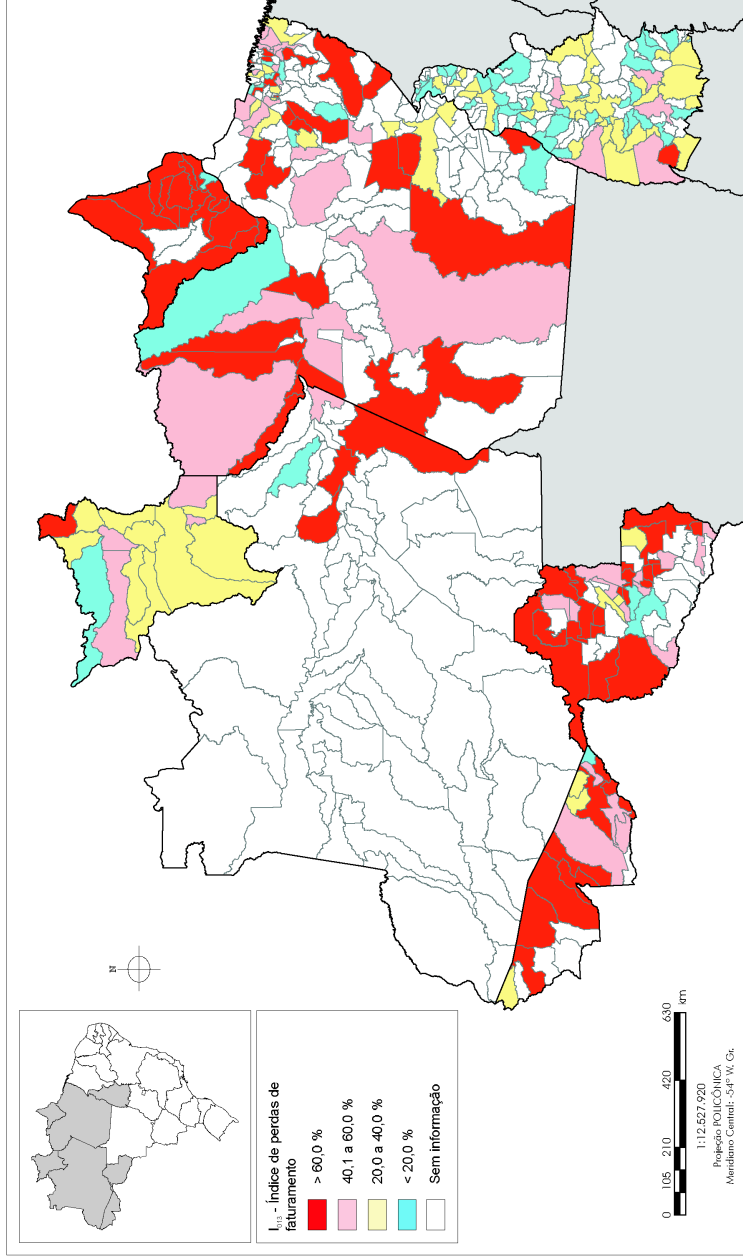 N
I013 - Índice de perdas de
faturamento
> 60,0 %
40,1 a 60,0 %
20,0 a 40,0 %
< 20,0 %
Sem informação
0 105 210 420 630
km
1:12.527.920
Projeção POLICÔNICA
Meridiano Central: -54º W. Gr.